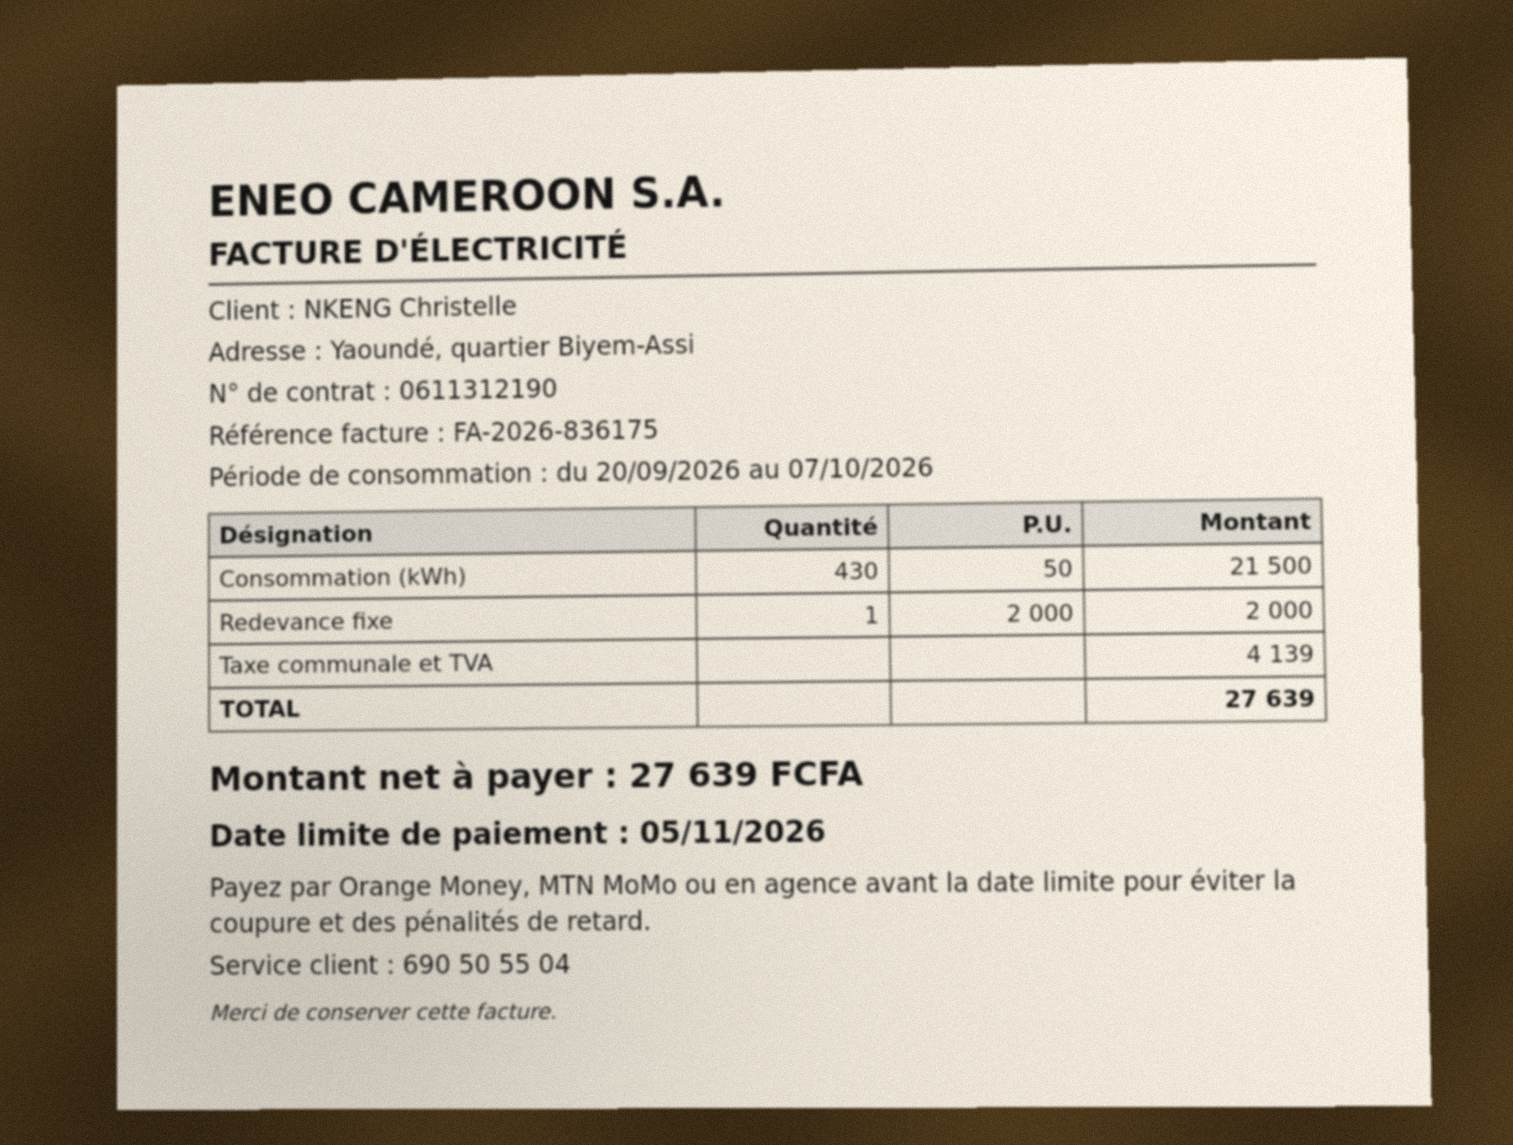 ENEO CAMEROON S.A.
FACTURE D'ÉLECTRICITÉ
Client : NKENG Christelle
Adresse : Yaoundé, quartier Biyem-Assi
N° de contrat : 0611312190
Référence facture : FA-2026-836175
Période de consommation : du 20/09/2026 au 07/10/2026
Désignation Quantité P.U. Montant
Consommation (kWh) 430 50 21 500
Redevance fixe 1 2 000 2 000
Taxe communale et TVA 4 139
TOTAL 27 639
Montant net à payer : 27 639 FCFA
Date limite de paiement : 05/11/2026
Payez par Orange Money, MTN MoMo ou en agence avant la date limite pour éviter la
coupure et des pénalités de retard.
Service client : 690 50 55 04
Merci de conserver cette facture.